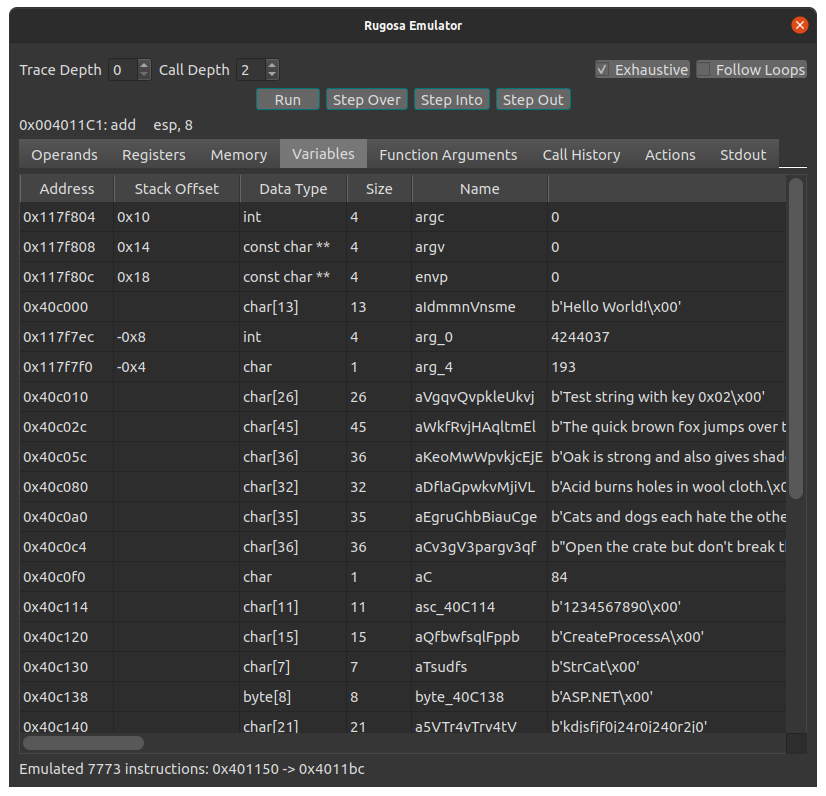 Rugosa Emulator
Trace Depth 0 Call Depth 2 Exhaustive Follow Loops
Run Step Over Step Into Step Out
0x004011C1: add esp, 8
Operands Registers Memory Variables Function Arguments Call History Actions Stdout
Address Stack Offset Data Type Size Name
0x117f804 0x10 int 4 argc 0
0x117f808 0x14 const char ** 4 argv 0
0x117f80c 0x18 const char ** 4 envp 0
0x40c000 char[13] 13 aIdmmnVnsme b'Hello World!\x00'
0x117f7ec -0x8 int 4 arg_0 4244037
0x117f7f0 -0x4 char 1 arg_4 193
0x40c010 char[26] 26 aVgqvQvpkleUkvj b'Test string with key 0x02\x00'
0x40c02c char[45] 45 aWkfRvjHAqltmEl b'The quick brown fox jumps over t
0x40c05c char[36] 36 aKeoMwWpvkjcEjE b'Oak is strong and also gives shad
0x40c080 char[32] 32 aDflaGpwkvMjiVL b'Acid burns holes in wool cloth.\x0
0x40c0a0 char[35] 35 aEgruGhbBiauCge b'Cats and dogs each hate the othe
0x40c0c4 char[36] 36 aCv3gV3pargv3qf b"Open the crate but don't break t
0x40c0f0 char 1 aC 84
0x40c114 char[11] 11 asc_40C114 b'1234567890\x00'
0x40c120 char[15] 15 aQfbwfsqlFppb b'CreateProcessA\x00'
0x40c130 char[7] 7 aTsudfs b'StrCat\x00'
0x40c138 byte[8] 8 byte_40C138 b'ASP.NET\x00'
0x40c140 char[21] 21 a5VTr4vTrv4tV b'kdjsfjf0j24r0j240r2j0'
Emulated 7773 instructions: 0x401150 -> 0x4011bc